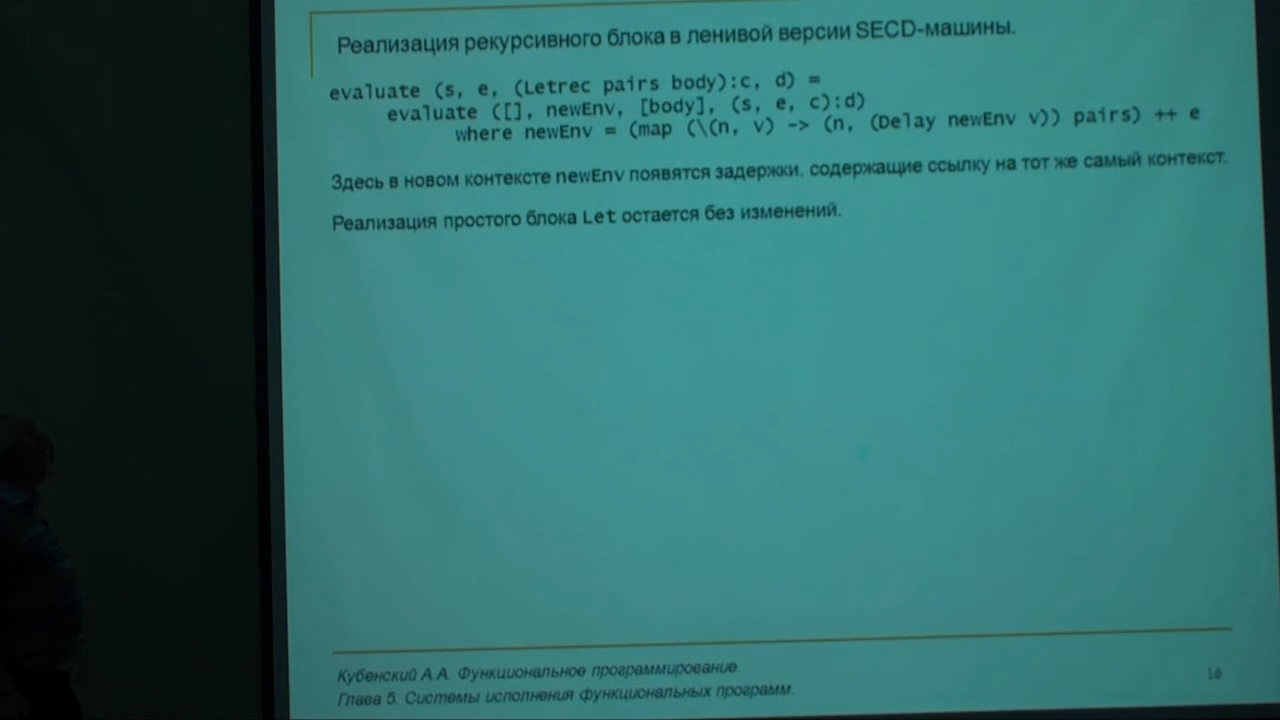 Реализация рекурсивного блока в ленивой версии SECD-машины.
evaluate (s, e, (Letrec pairs body):c, d) =
evaluate ([], newEnv, [body], (s, e, c):d)
where newEnv = (map (\(n, v) -> (n, (Delay newEnv v)) pairs) ++ e
Здесь в новом контексте newEnv появятся задержки, содержащие ссылку на тот же самый контекст.
Реализация простого блока Let остается без изменений.
Кубенский А.А. Функциональное программирование.
Глава 5. Системы исполнения функциональных программ.
16